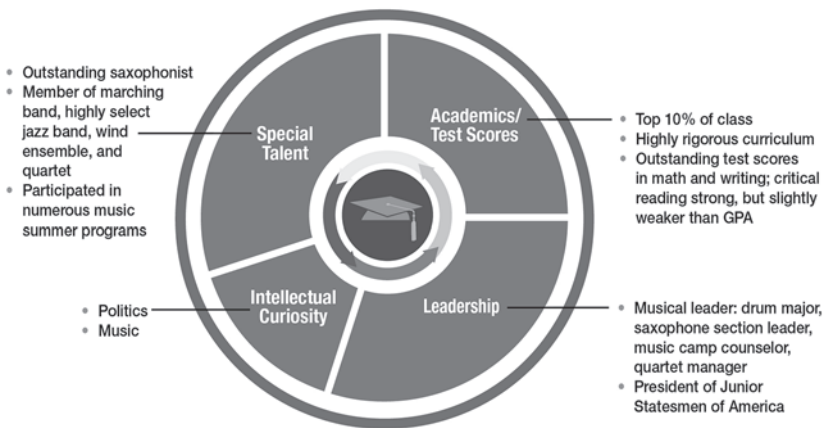 • Outstanding saxophonist
• Member of marching
band, highly select
jazz band, wind
ensemble, and
quartet
• Participated in
numerous music
summer programs
Special
Talent
Academics/
Test Scores
• Top 10% of class
• Highly rigorous curriculum
• Outstanding test scores
in math and writing; critical
reading strong, but slightly
weaker than GPA
• Politics
• Music
Intellectual
Curiosity
Leadership
• Musical leader: drum major,
saxophone section leader,
music camp counselor,
quartet manager
• President of Junior
Statesmen of America